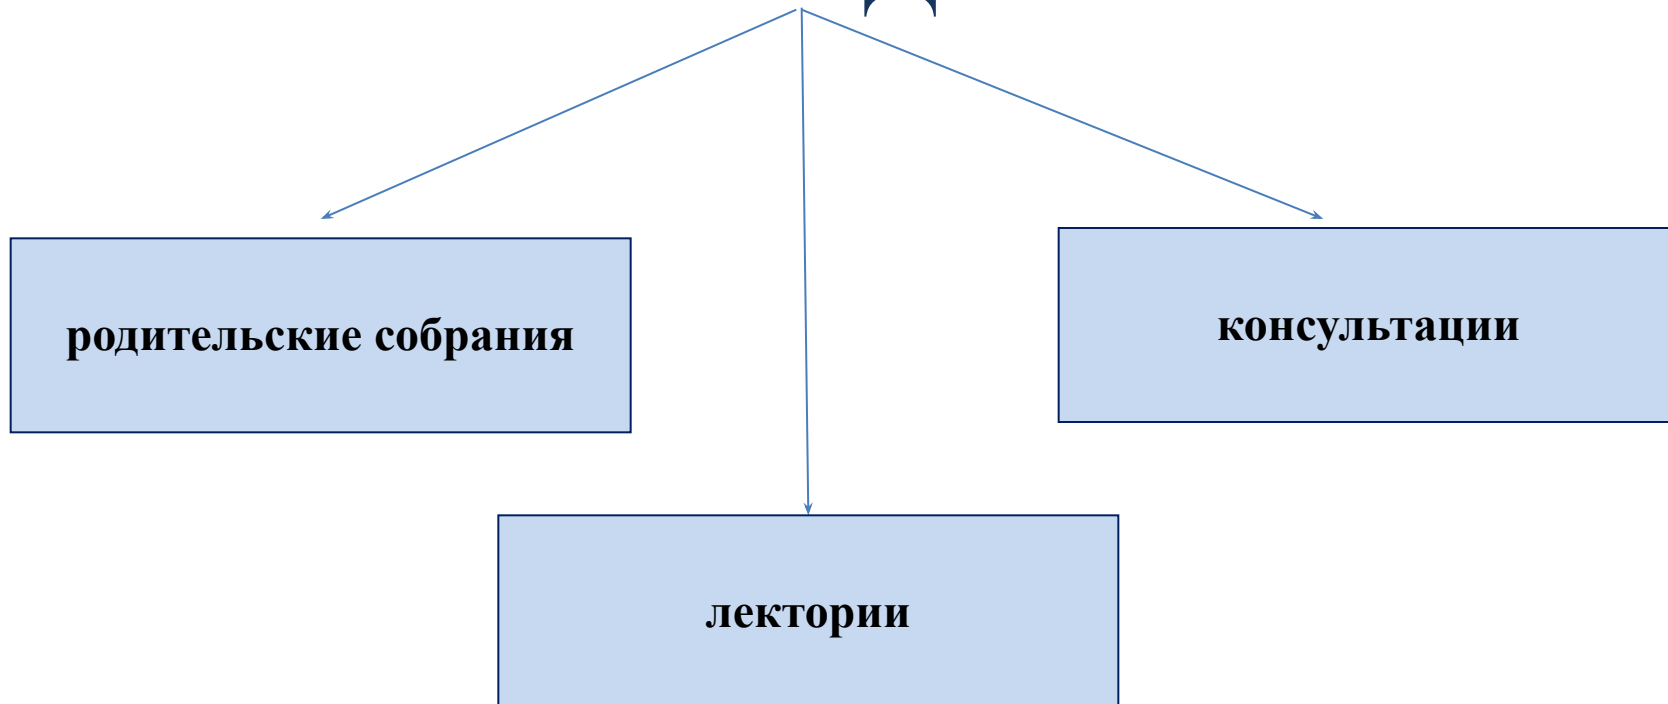 родительские собрания
консультации
лектории